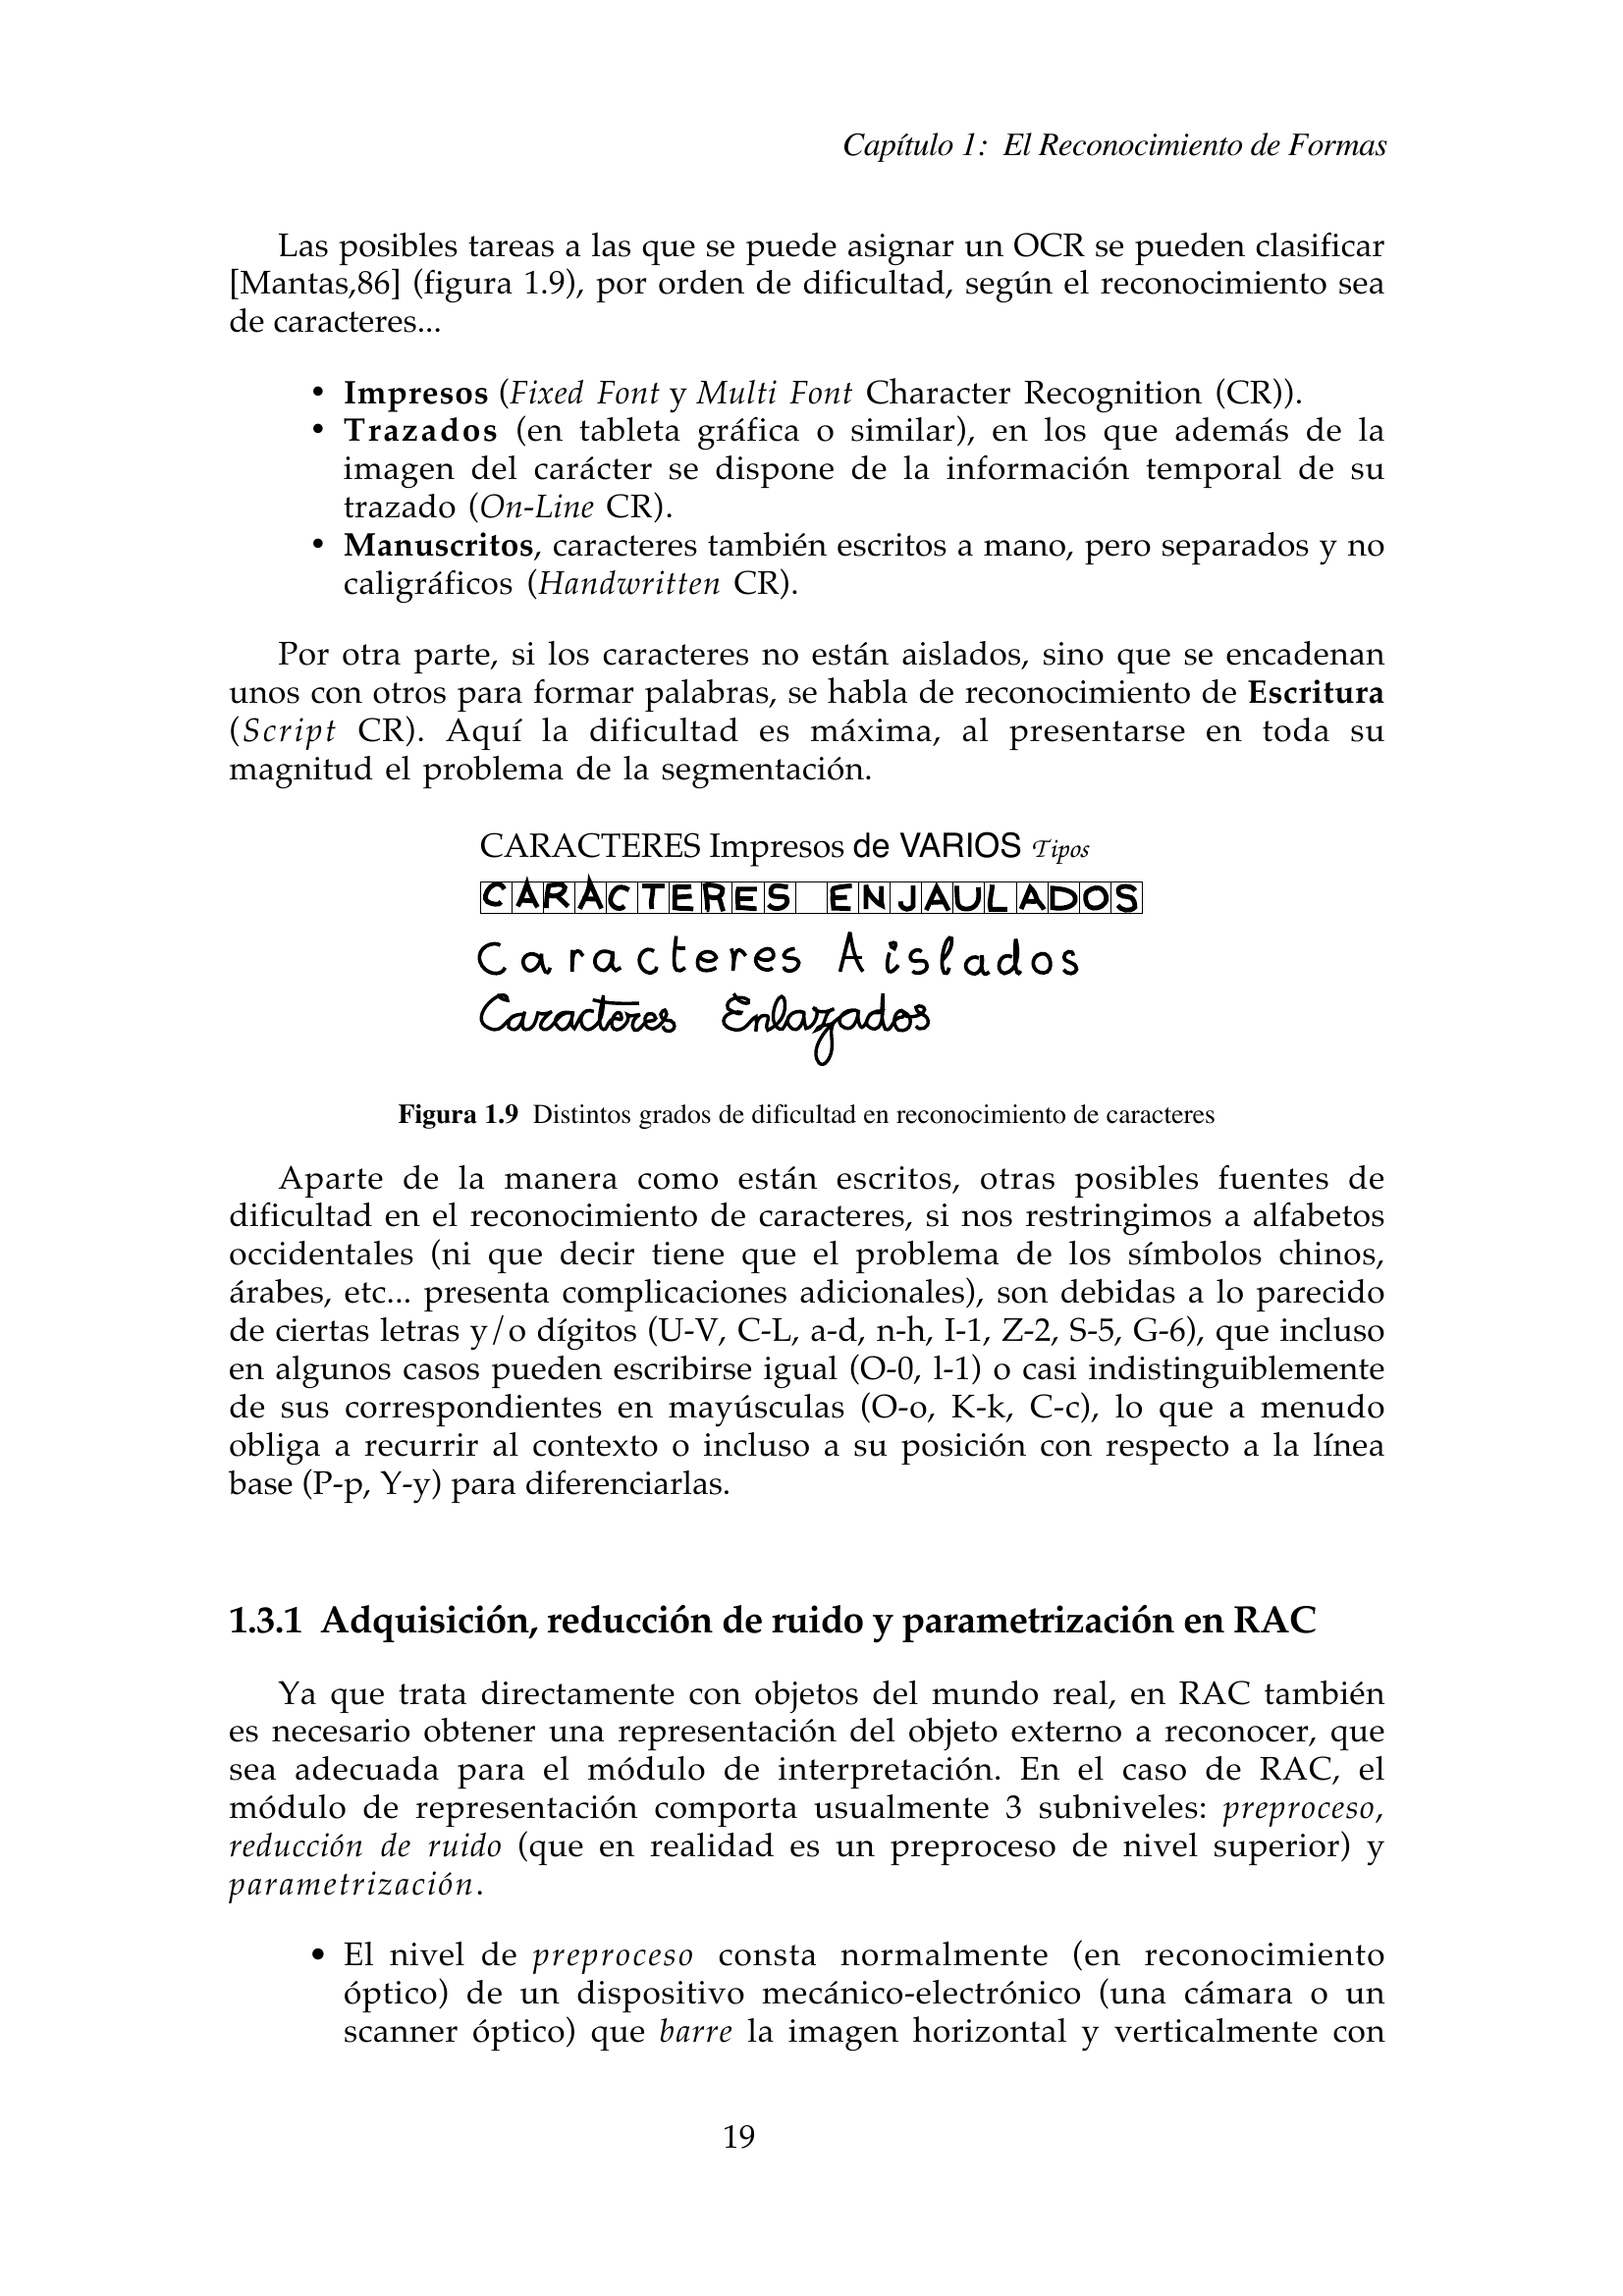 Capítulo 1: El Reconocimiento de Formas
Las posibles tareas a las que se puede asignar un OCR se pueden clasificar
[Mantas,86] (figura 1.9), por orden de dificultad, según el reconocimiento sea
de caracteres...
• Impresos (Fixed Font y Multi Font Character Recognition (CR)).
• Trazados (en tableta gráfica o similar), en los que además de la
imagen del carácter se dispone de la información temporal de su
trazado (On-Line CR).
• Manuscritos, caracteres también escritos a mano, pero separados y no
caligráficos (Handwritten CR).
Por otra parte, si los caracteres no están aislados, sino que se encadenan
unos con otros para formar palabras, se habla de reconocimiento de Escritura
(Script CR). Aquí la dificultad es máxima, al presentarse en toda su
magnitud el problema de la segmentación.
CARACTERES Impresos de VARIOS Tipos
CARACTERES ENJAULADOS
Caracteres Aislados
Caracteres Enlazados
Figura 1.9 Distintos grados de dificultad en reconocimiento de caracteres
Aparte de la manera como están escritos, otras posibles fuentes de
dificultad en el reconocimiento de caracteres, si nos restringimos a alfabetos
occidentales (ni que decir tiene que el problema de los símbolos chinos,
árabes, etc... presenta complicaciones adicionales), son debidas a lo parecido
de ciertas letras y/o dígitos (U-V, C-L, a-d, n-h, I-1, Z-2, S-5, G-6), que incluso
en algunos casos pueden escribirse igual (O-0, l-1) o casi indistinguiblemente
de sus correspondientes en mayúsculas (O-o, K-k, C-c), lo que a menudo
obliga a recurrir al contexto o incluso a su posición con respecto a la línea
base (P-p, Y-y) para diferenciarlas.
1.3.1 Adquisición, reducción de ruido y parametrización en RAC
Ya que trata directamente con objetos del mundo real, en RAC también
es necesario obtener una representación del objeto externo a reconocer, que
sea adecuada para el módulo de interpretación. En el caso de RAC, el
módulo de representación comporta usualmente 3 subniveles: preproceso,
reducción de ruido (que en realidad es un preproceso de nivel superior) y
parametrización.
• El nivel de preproceso consta normalmente (en reconocimiento
óptico) de un dispositivo mecánico-electrónico (una cámara o un
scanner óptico) que barre la imagen horizontal y verticalmente con
19